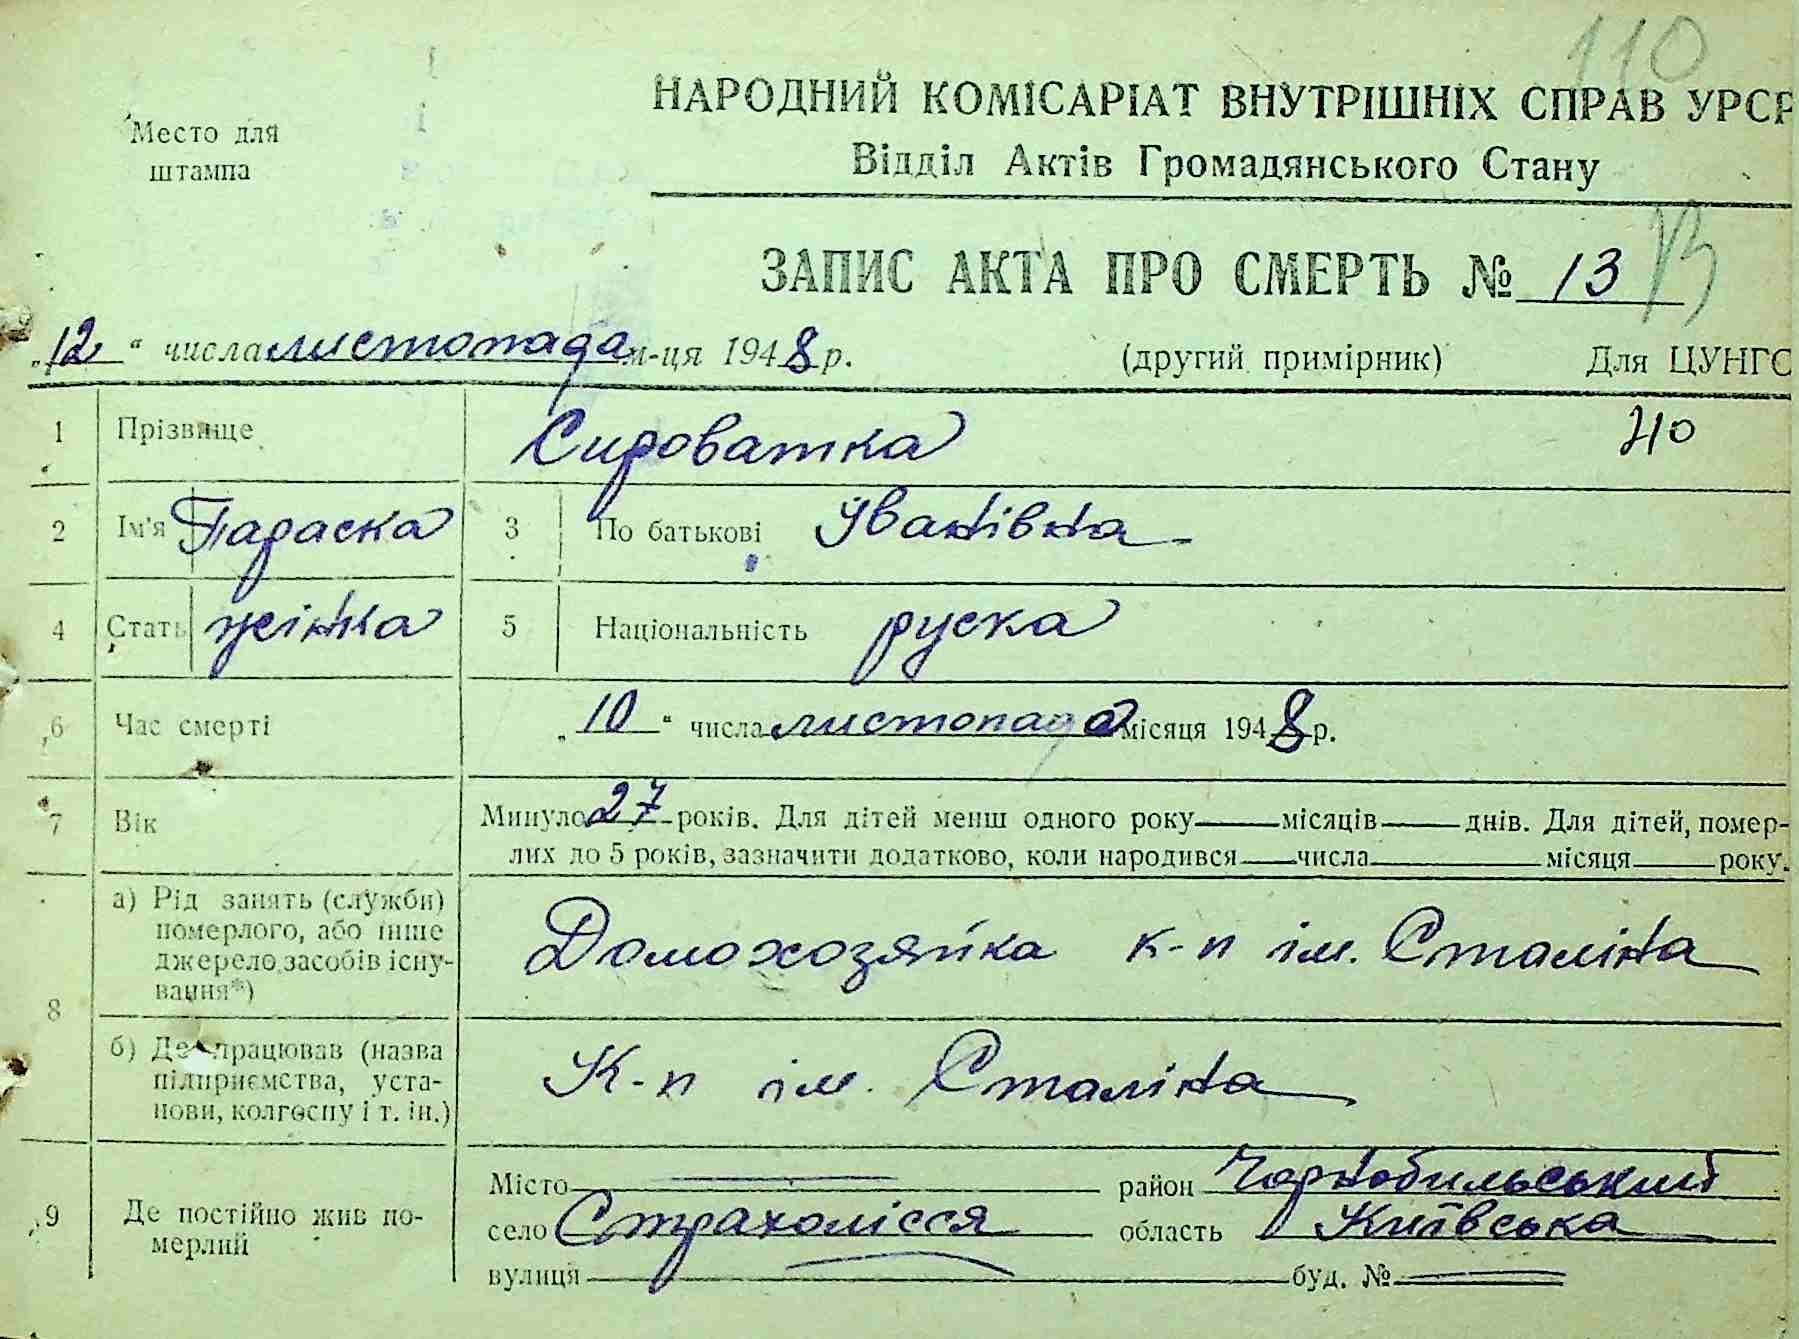 110
Место для
штампа
НАРОДНИЙ КОМІСАРІАТ ВНУТРІШНІХ СПРАВ УРСР
Відділ Актів Громадянського Стану
ЗАПИС АКТА ПРО СМЕРТЬ № 13
„12“ числа листопада м-ця 1948 р.
(другий примірник) Для ЦУНГО
1 Прізвище Сироватка
2 Ім'я Параска 3 По батькові Іванівна
4 Стать жінка 5 Національність руска
6 Час смерті „10“ числа листопада місяця 1948 р.
7 Вік Минуло 27 років. Для дітей менш одного року — місяців — днів. Для дітей, помер-
лих до 5 років, зазначити додатково, коли народився — числа — місяця — року.
8 а) Рід занять (служби)
померлого, або інше
джерело засобів існу-
вання*)
Домохозяйка к-п ім. Сталіна
б) Де працював (назва
підприємства, уста-
нови, колгоспу і т. ін.)
К-п ім. Сталіна
9 Де постійно жив по-
мерлий
Місто — район Чорнобильський
село Страхолісся область Київська
вулиця — буд. № —